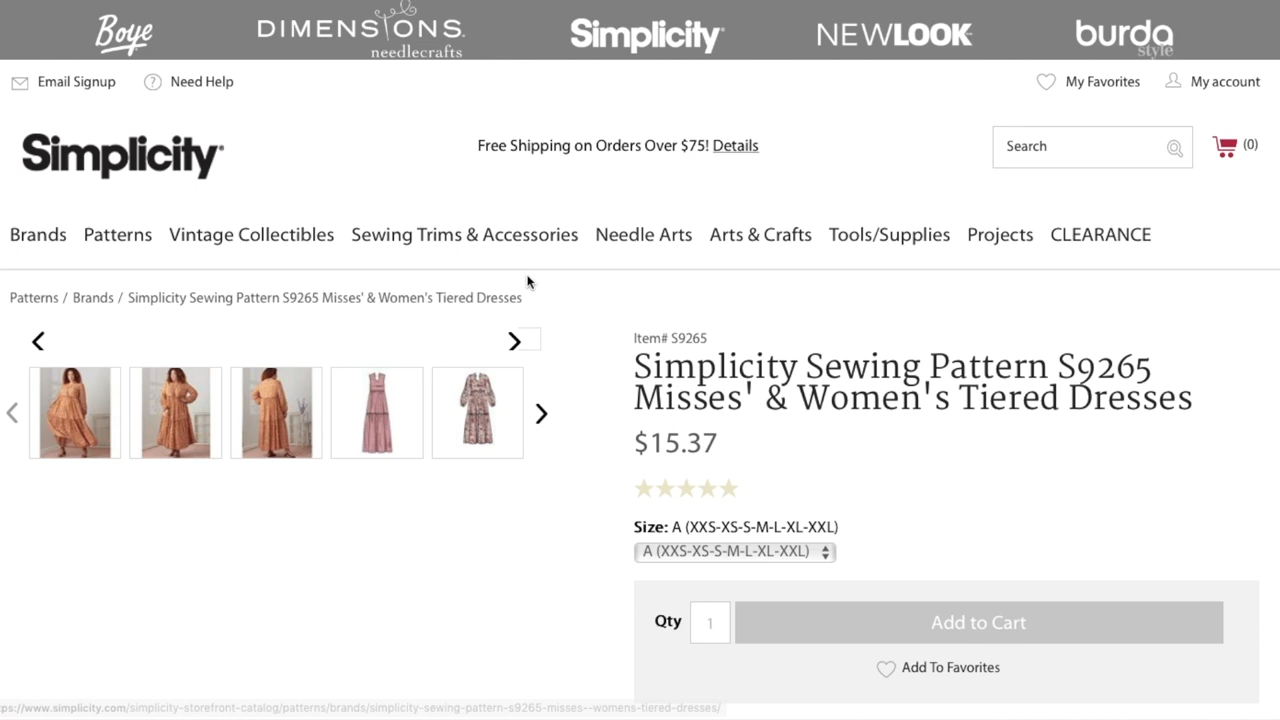 Boye
DIMENSIONS.
needlecrafts
Simplicity
NEWLOOK
burda
style
Email Signup
Need Help
My Favorites
My account
Simplicity
Free Shipping on Orders Over $75! Details
Search
(0)
Brands Patterns Vintage Collectibles Sewing Trims & Accessories Needle Arts Arts & Crafts Tools/Supplies Projects CLEARANCE
Patterns / Brands / Simplicity Sewing Pattern S9265 Misses' & Women's Tiered Dresses
Item# S9265
Simplicity Sewing Pattern S9265
Misses' & Women's Tiered Dresses
$15.37
Size: A (XXS-XS-S-M-L-XL-XXL)
A (XXS-XS-S-M-L-XL-XXL)
Qty 1 Add to Cart
Add To Favorites
tps://www.simplicity.com/simplicity-storefront-catalog/patterns/brands/simplicity-sewing-pattern-s9265-misses--womens-tiered-dresses/